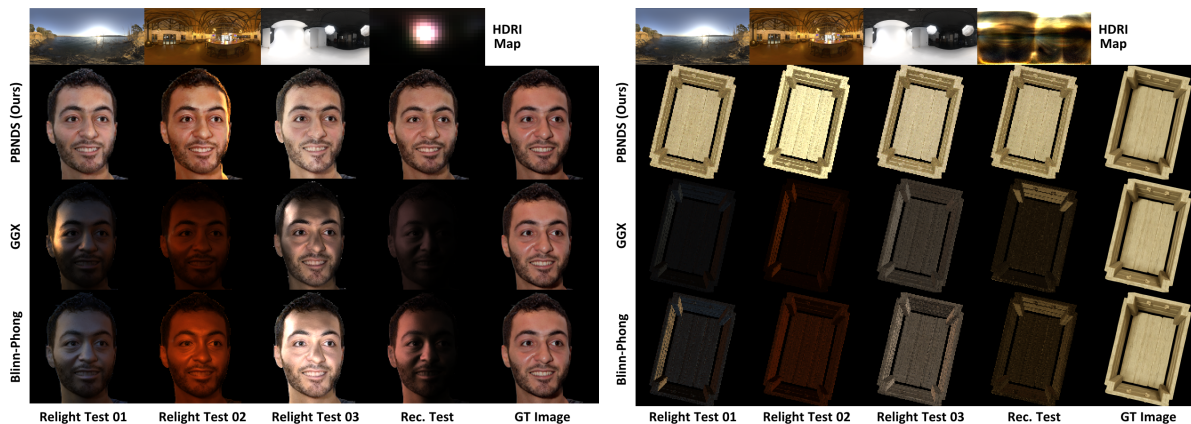 HDRI
Map
PBNDS (Ours)
GGX
Blinn-Phong
Relight Test 01
Relight Test 02
Relight Test 03
Rec. Test
GT Image
HDRI
Map
PBNDS (Ours)
GGX
Blinn-Phong
Relight Test 01
Relight Test 02
Relight Test 03
Rec. Test
GT Image